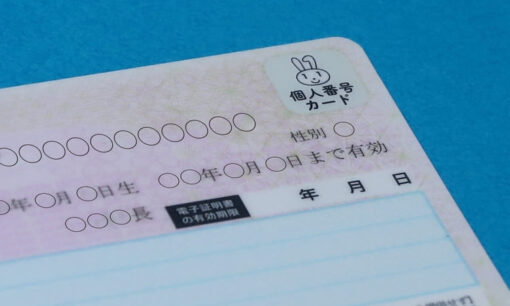 個人番号
カード
○○○○○○○○○○○○ 性別 ○
○年○月○日生 ○○年○月○日まで有効
○○○長
電子証明書
の有効期限
年 月 日